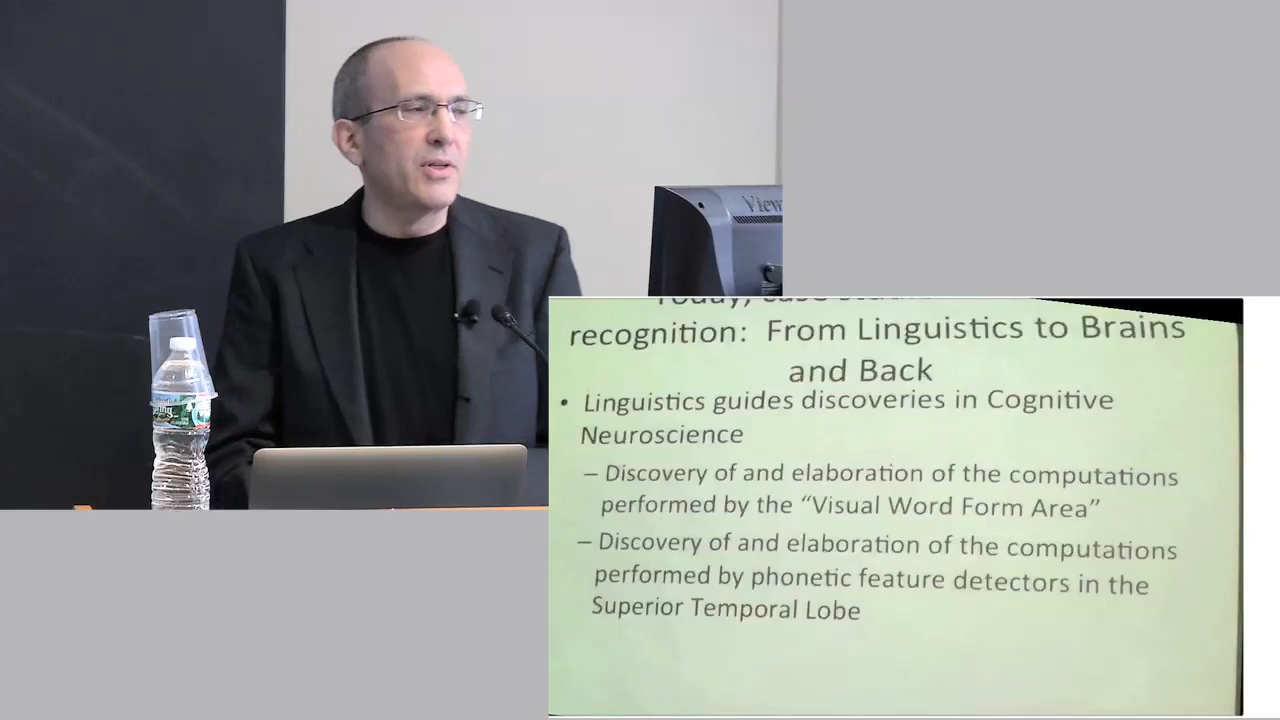 View
recognition: From Linguistics to Brains
and Back
• Linguistics guides discoveries in Cognitive
Neuroscience
– Discovery of and elaboration of the computations
performed by the “Visual Word Form Area”
– Discovery of and elaboration of the computations
performed by phonetic feature detectors in the
Superior Temporal Lobe